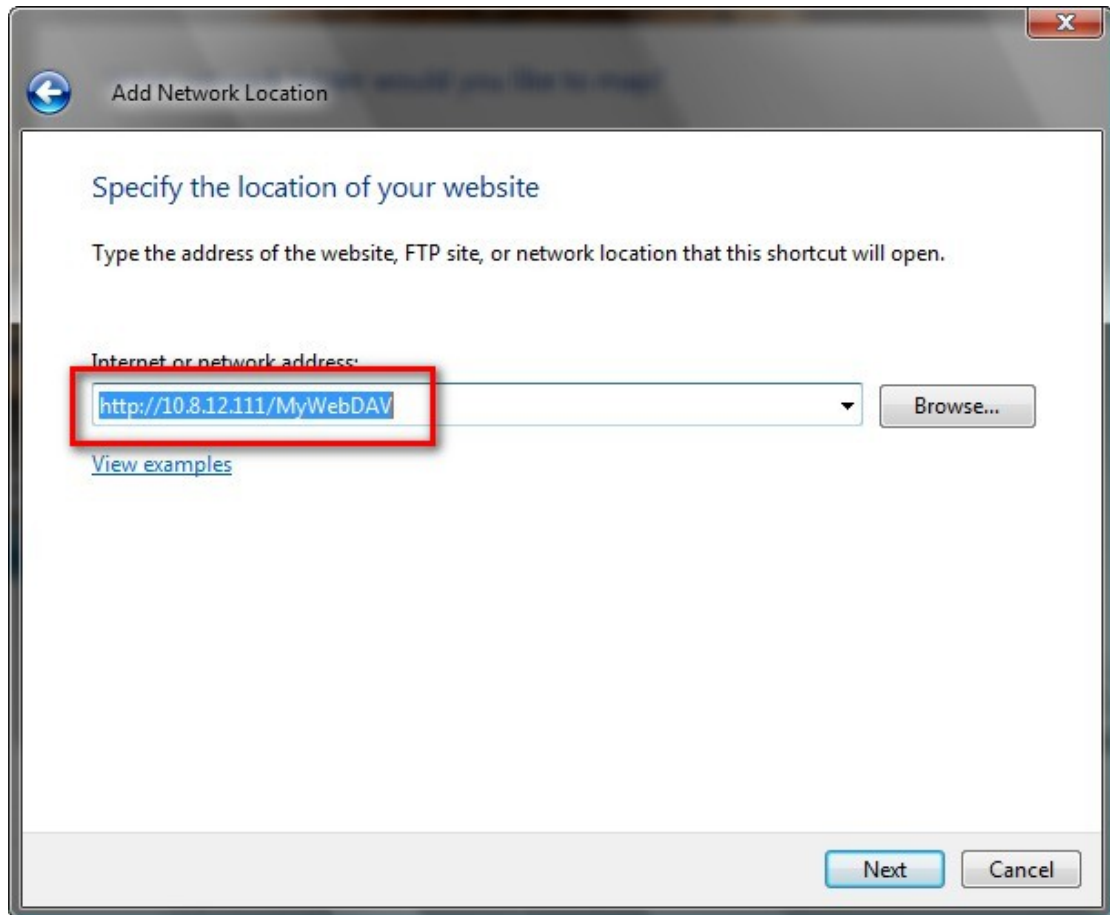 X
Add Network Location
Specify the location of your website
Type the address of the website, FTP site, or network location that this shortcut will open.
Internet or network address:
http://10.8.12.111/MyWebDAV
Browse...
View examples
Next
Cancel